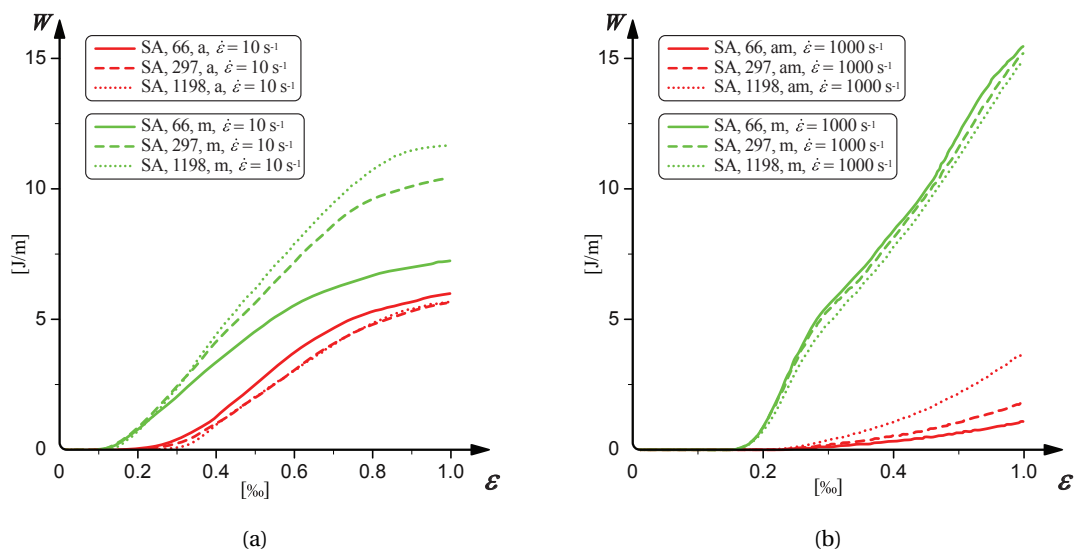 W
15
10
5
0
[J/m]
SA, 66, a, ε̇ = 10 s-1
SA, 297, a, ε̇ = 10 s-1
SA, 1198, a, ε̇ = 10 s-1
SA, 66, m, ε̇ = 10 s-1
SA, 297, m, ε̇ = 10 s-1
SA, 1198, m, ε̇ = 10 s-1
0 0.2 0.4 0.6 0.8 1.0
[‰]
ε
(a)
W
15
10
5
0
[J/m]
SA, 66, am, ε̇ = 1000 s-1
SA, 297, am, ε̇ = 1000 s-1
SA, 1198, am, ε̇ = 1000 s-1
SA, 66, m, ε̇ = 1000 s-1
SA, 297, m, ε̇ = 1000 s-1
SA, 1198, m, ε̇ = 1000 s-1
0 0.2 0.4 1.0
[‰]
ε
(b)